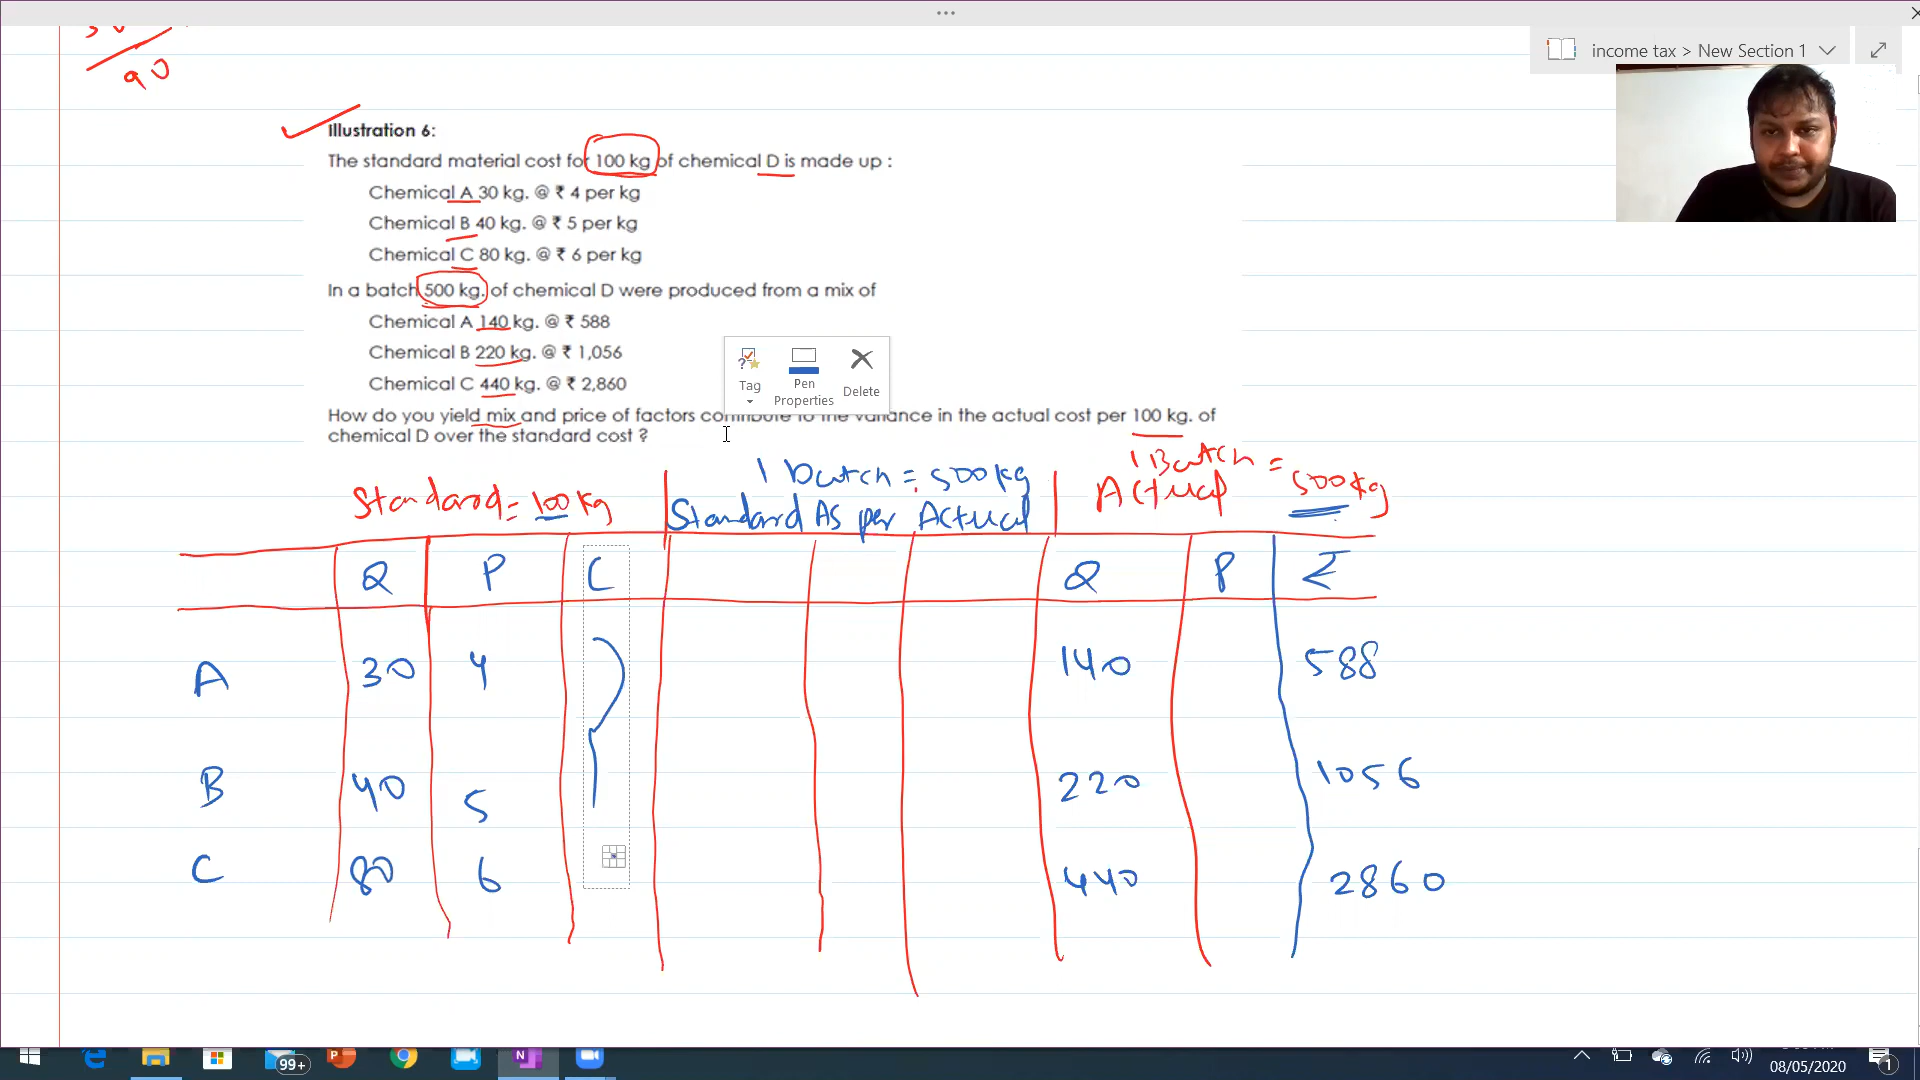 income tax > New Section 1
90
Illustration 6:
The standard material cost for 100 kg of chemical D is made up :
Chemical A 30 kg. @ ₹ 4 per kg
Chemical B 40 kg. @ ₹ 5 per kg
Chemical C 80 kg. @ ₹ 6 per kg
In a batch 500 kg. of chemical D were produced from a mix of
Chemical A 140 kg. @ ₹ 588
Chemical B 220 kg. @ ₹ 1,056
Chemical C 440 kg. @ ₹ 2,860
Tag
Pen Properties
Delete
How do you yield mix and price of factors contribute to the variance in the actual cost per 100 kg. of
chemical D over the standard cost ?
Standard = 100 kg
1 batch = 500 kg
Standard As per Actual
1 Batch = 500 kg
Actual
Q P C Q P ₹
A 30 4 140 588
B 40 5 220 1056
C 80 6 440 2860
99+
08/05/2020
1